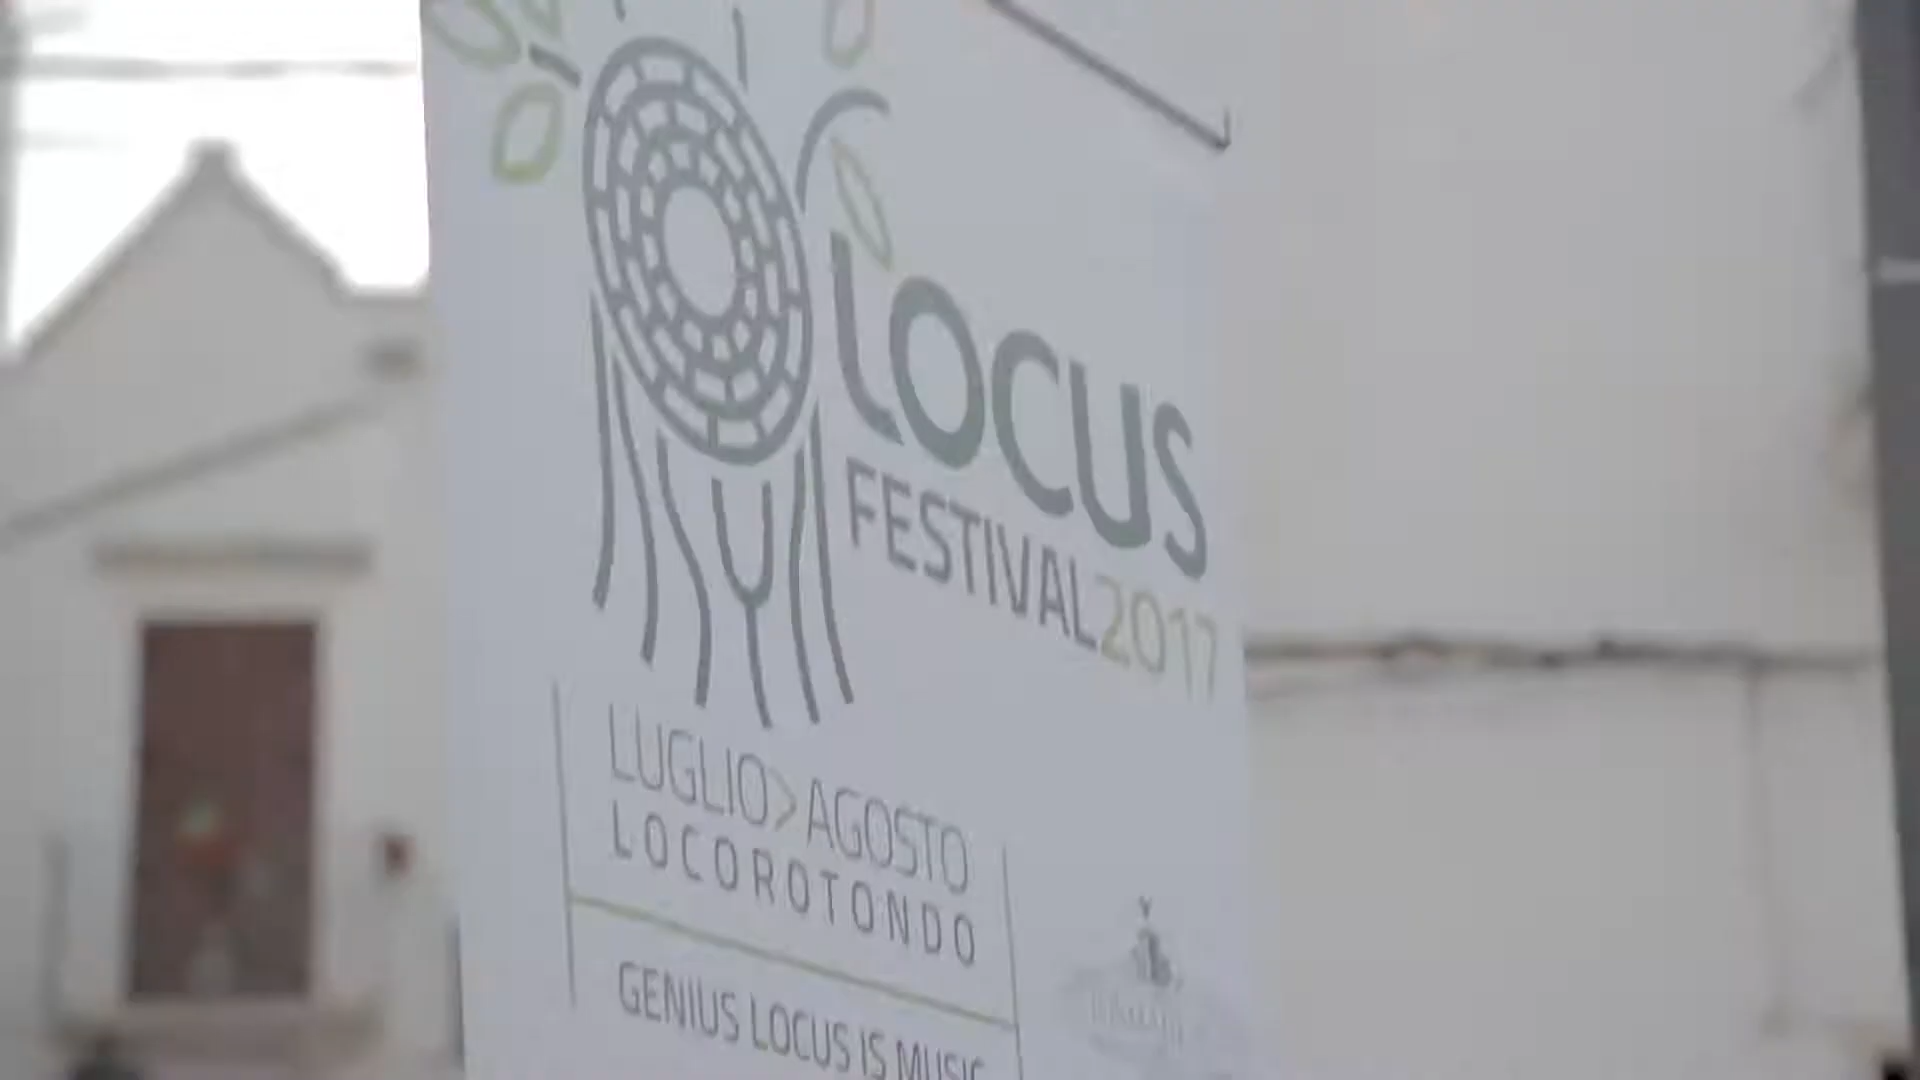 LOCUS
FESTIVAL2017
LUGLIO>AGOSTO
LOCOROTONDO
GENIUS LOCUS IS MUSIC